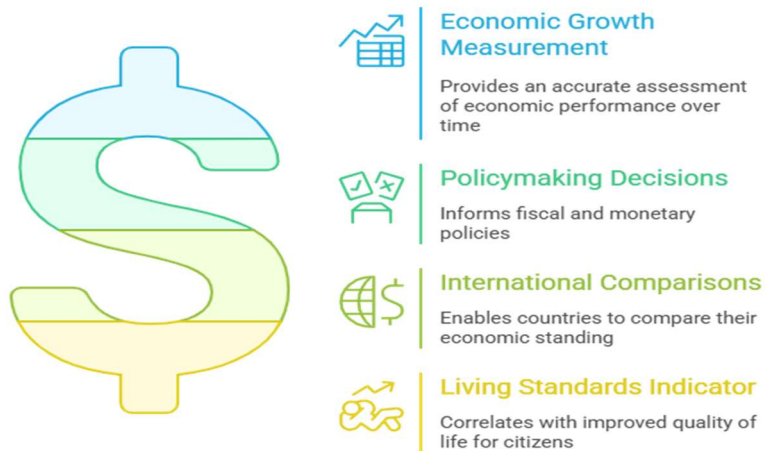 Economic Growth
Measurement
Provides an accurate assessment
of economic performance over
time
Policymaking Decisions
Informs fiscal and monetary
policies
International Comparisons
Enables countries to compare their
economic standing
Living Standards Indicator
Correlates with improved quality of
life for citizens